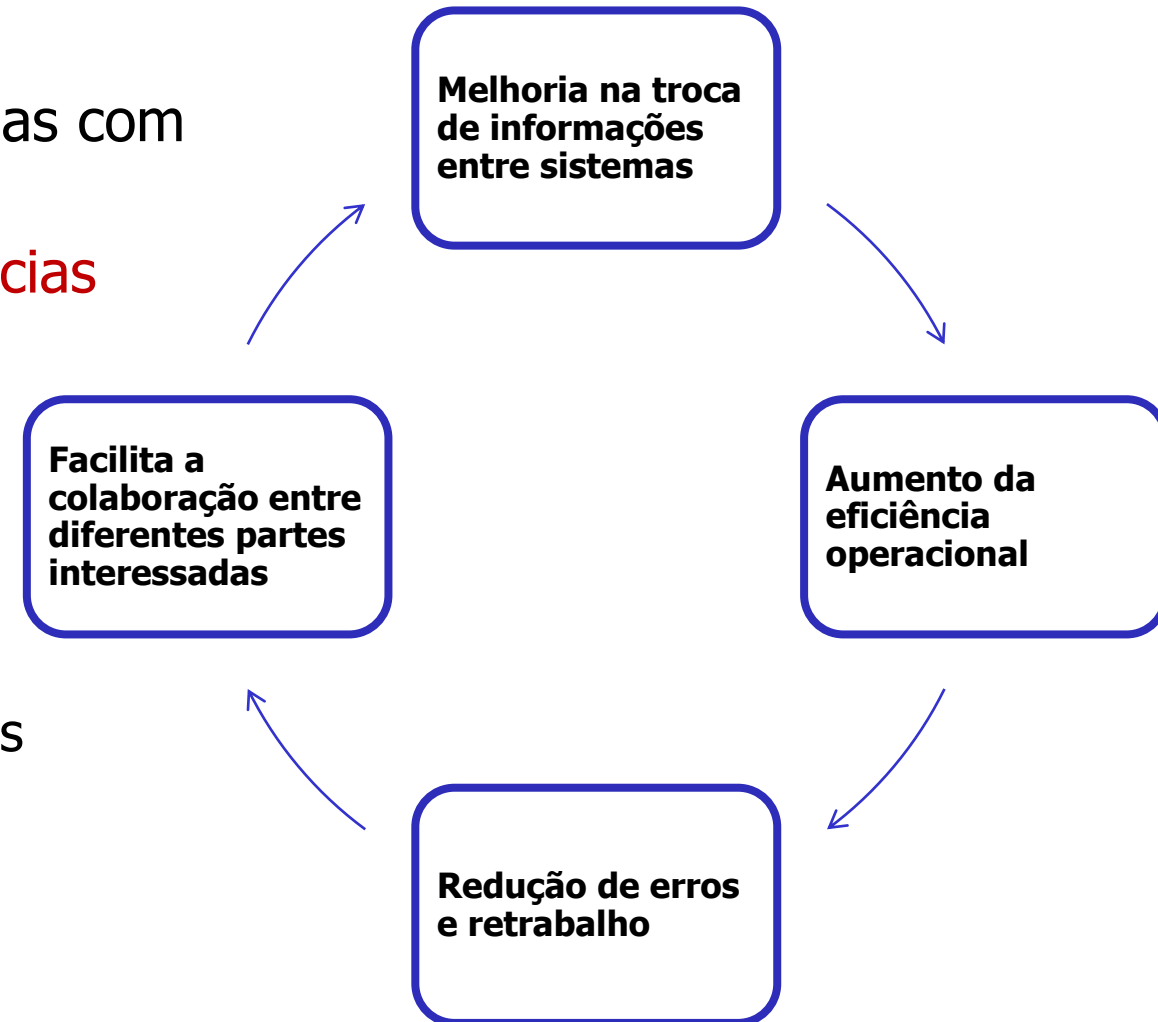 as com
cias
s
Melhoria na troca
de informações
entre sistemas
Aumento da
eficiência
operacional
Redução de erros
e retrabalho
Facilita a
colaboração entre
diferentes partes
interessadas